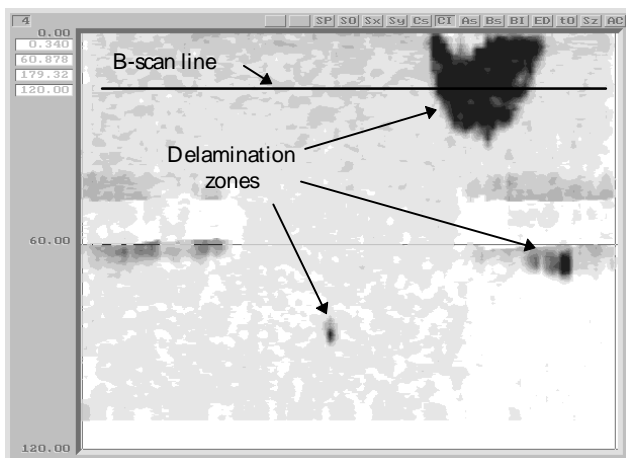 4 SP SO Sx Sy Cs CI As Bs BI ED tO Sz AC
0.00
0.340
60.878
179.32
120.00
B-scan line
Delamination
zones
60.00
120.00